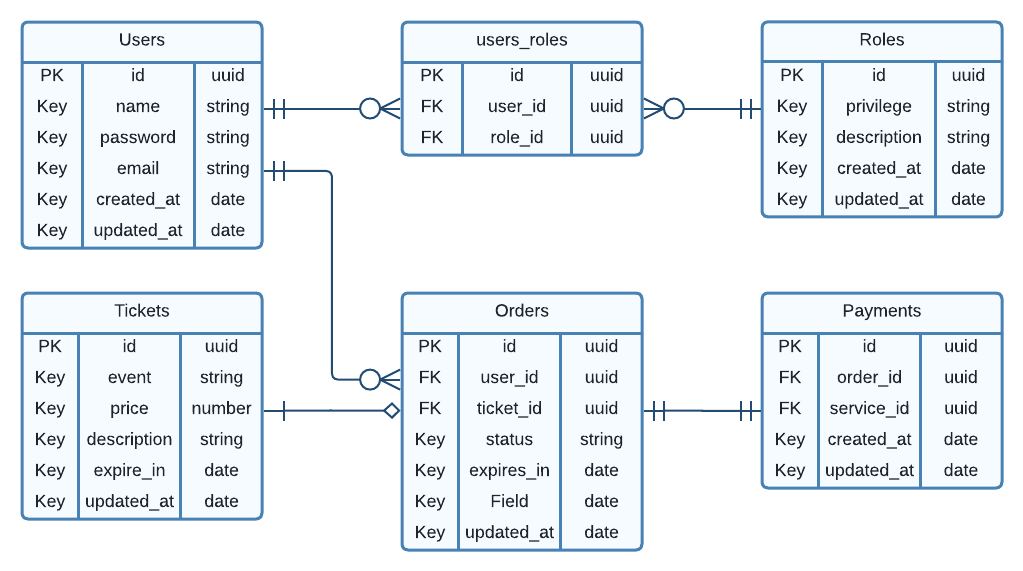 Users
PK id uuid
Key name string
Key password string
Key email string
Key created_at date
Key updated_at date
users_roles
PK id uuid
FK user_id uuid
FK role_id uuid
Roles
PK id uuid
Key privilege string
Key description string
Key created_at date
Key updated_at date
Tickets
PK id uuid
Key event string
Key price number
Key description string
Key expire_in date
Key updated_at date
Orders
PK id uuid
FK user_id uuid
FK ticket_id uuid
Key status string
Key expires_in date
Key Field date
Key updated_at date
Payments
PK id uuid
FK order_id uuid
FK service_id uuid
Key created_at date
Key updated_at date